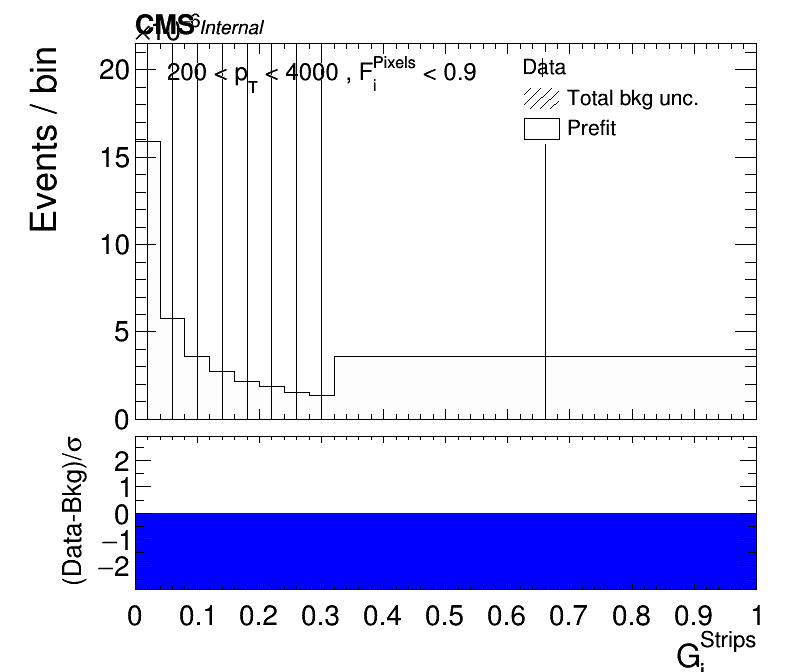 CMS Internal
×10⁻⁶
200 < p_T < 4000 , F_i^Pixels < 0.9
Data
Total bkg unc.
Prefit
Events / bin
20
15
10
5
0
(Data-Bkg)/σ
2
1
0
−1
−2
0 0.1 0.2 0.3 0.4 0.5 0.6 0.7 0.8 0.9 1
G_i^Strips